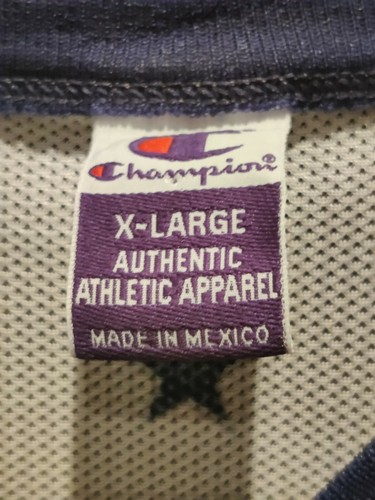 Champion®
X-LARGE
AUTHENTIC
ATHLETIC APPAREL
MADE IN MEXICO